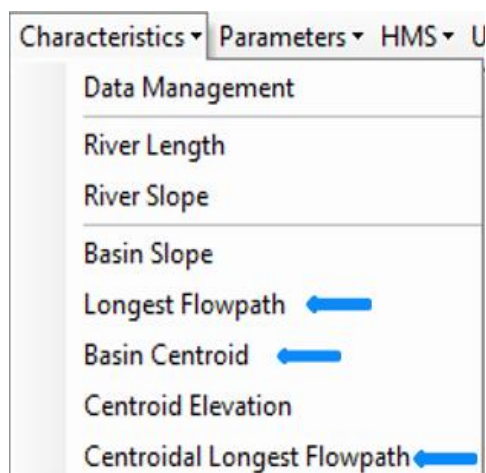 Characteristics Parameters HMS U
Data Management
River Length
River Slope
Basin Slope
Longest Flowpath
Basin Centroid
Centroid Elevation
Centroidal Longest Flowpath